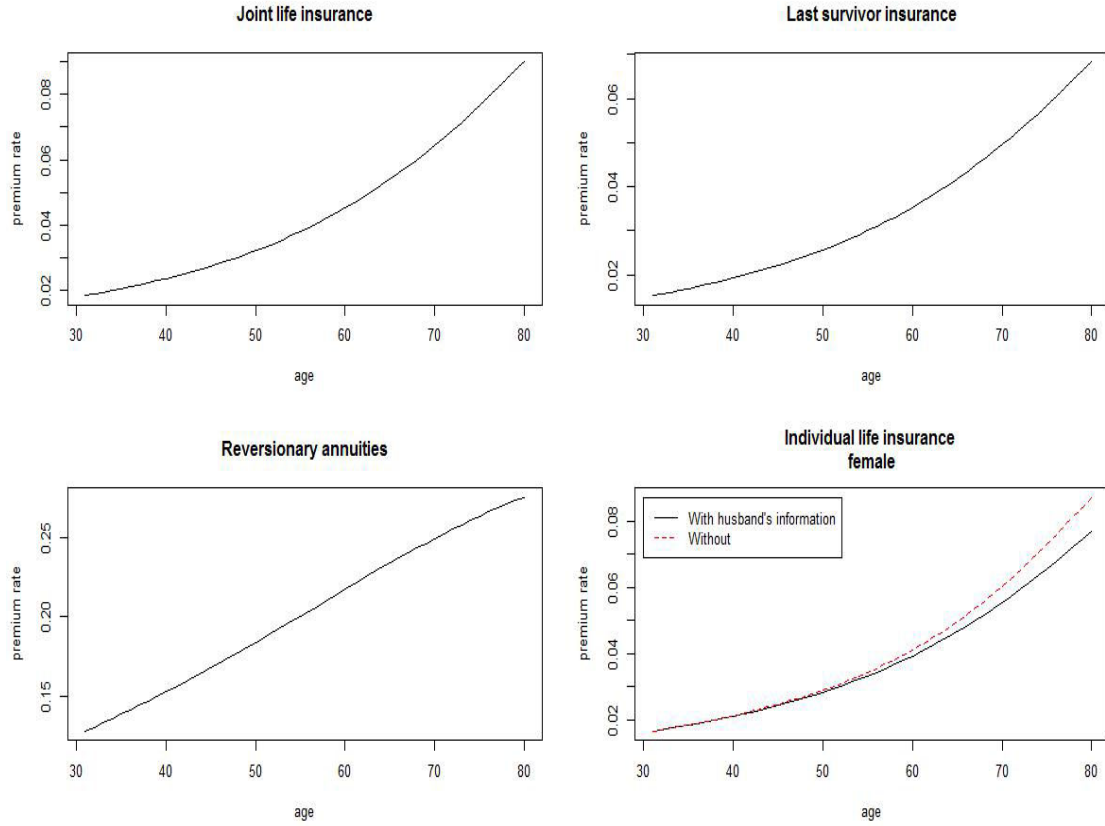 Joint life insurance
premium rate
0.02 0.04 0.06 0.08
30 40 50 60 70 80
age
Last survivor insurance
premium rate
0.02 0.04 0.06
30 40 50 60 70 80
age
Reversionary annuities
premium rate
0.15 0.20 0.25
30 40 50 60 70 80
age
Individual life insurance
female
With husband's information
Without
premium rate
0.02 0.04 0.06 0.08
30 40 50 60 70 80
age